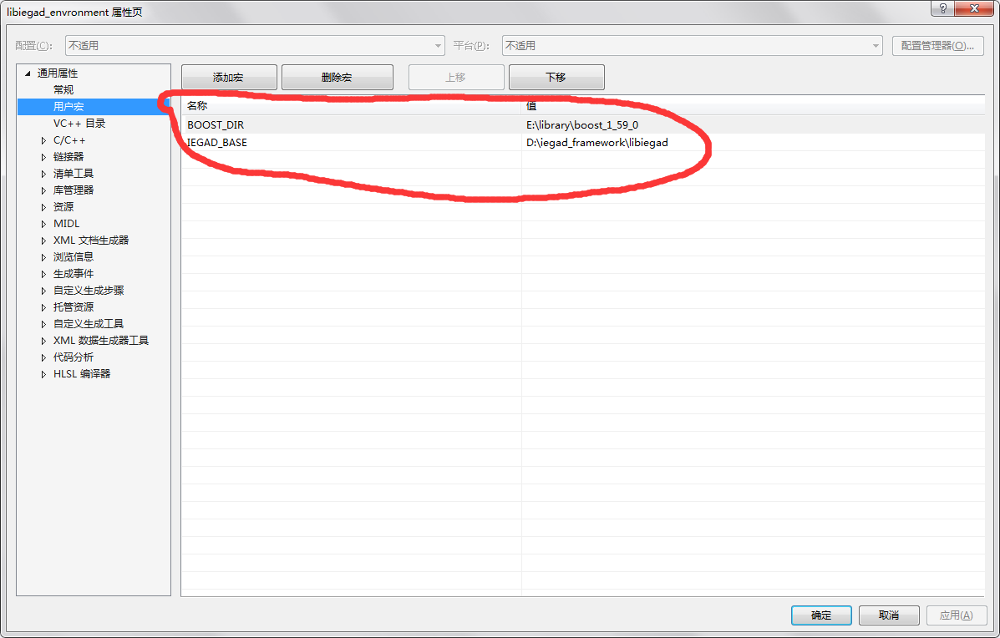 libiegad_envronment 属性页
配置(C): 不适用 平台(P): 不适用 配置管理器(O)...
通用属性
常规
用户宏
VC++ 目录
C/C++
链接器
清单工具
库管理器
资源
MIDL
XML 文档生成器
浏览信息
生成事件
自定义生成步骤
托管资源
自定义生成工具
XML 数据生成器工具
代码分析
HLSL 编译器
添加宏 删除宏 上移 下移
名称 值
BOOST_DIR E:\library\boost_1_59_0
IEGAD_BASE D:\iegad_framework\libiegad
确定 取消 应用(A)